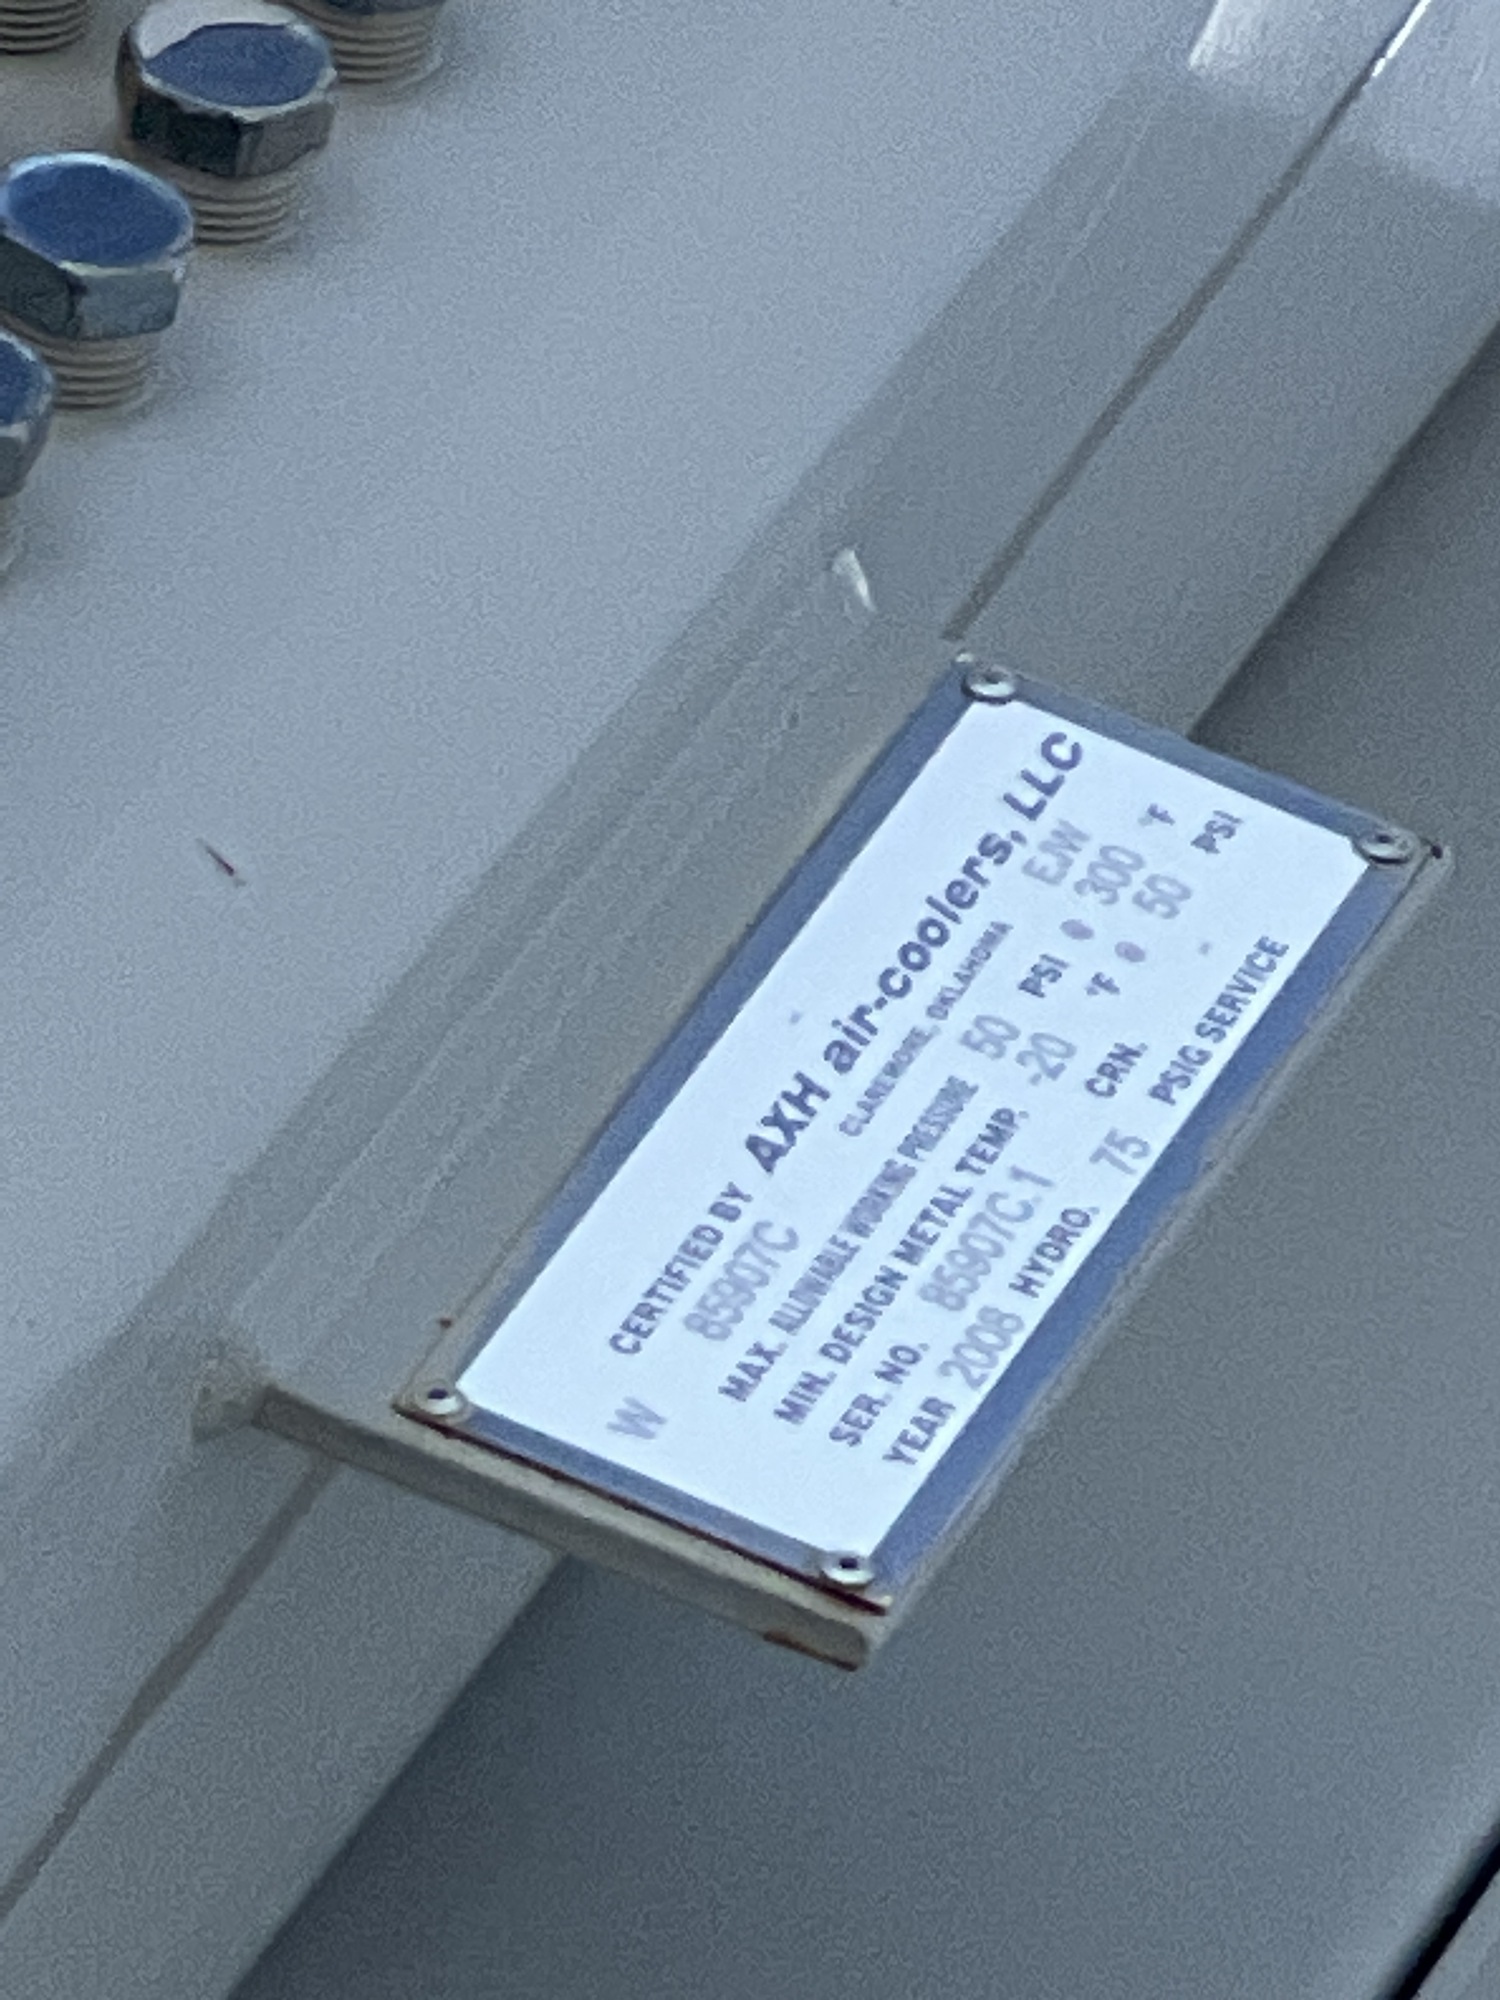 CERTIFIED BY AXH air-coolers, LLC
CLAREMORE, OKLAHOMA
W 85907C EJW
MAX. ALLOWABLE WORKING PRESSURE 50 PSI @ 300 °F
MIN. DESIGN METAL TEMP. -20 °F @ 50 PSI
SER. NO. 85907C.1 CRN. -
YEAR 2008 HYDRO. 75 PSIG SERVICE